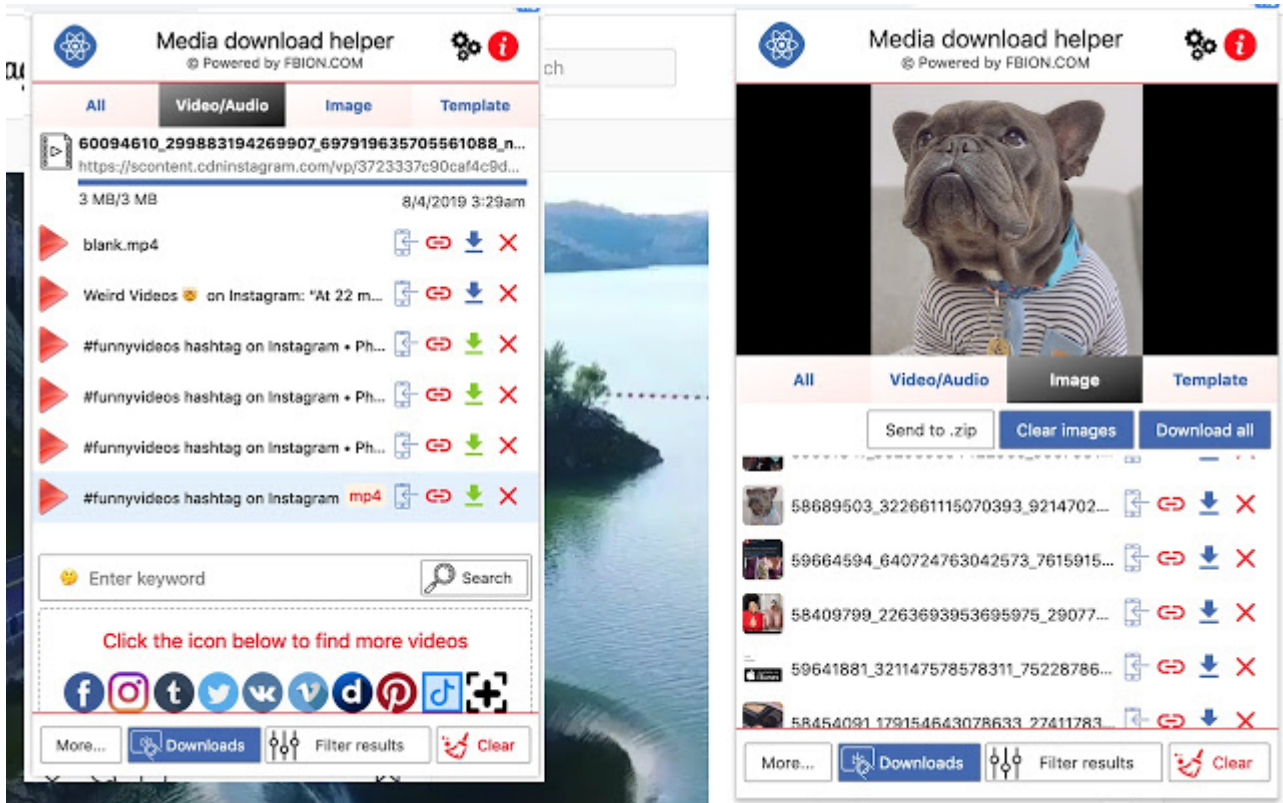 Media download helper
© Powered by FBION.COM
All Video/Audio Image Template
60094610_299883194269907_697919635705561088_n...
https://scontent.cdninstagram.com/vp/3723337c90caf4c9d...
3 MB/3 MB 8/4/2019 3:29am
blank.mp4
Weird Videos 🤯 on Instagram: "At 22 m...
#funnyvideos hashtag on Instagram • Ph...
#funnyvideos hashtag on Instagram • Ph...
#funnyvideos hashtag on Instagram • Ph...
#funnyvideos hashtag on Instagram mp4
Enter keyword Search
Click the icon below to find more videos
More... Downloads Filter results Clear
ch
Media download helper
© Powered by FBION.COM
All Video/Audio Image Template
Send to .zip Clear images Download all
58689503_322661115070393_9214702...
59664594_640724763042573_7615915...
58409799_2263693953695975_29077...
59641881_321147578578311_75228786...
58454091_179154643078633_27411783...
More... Downloads Filter results Clear